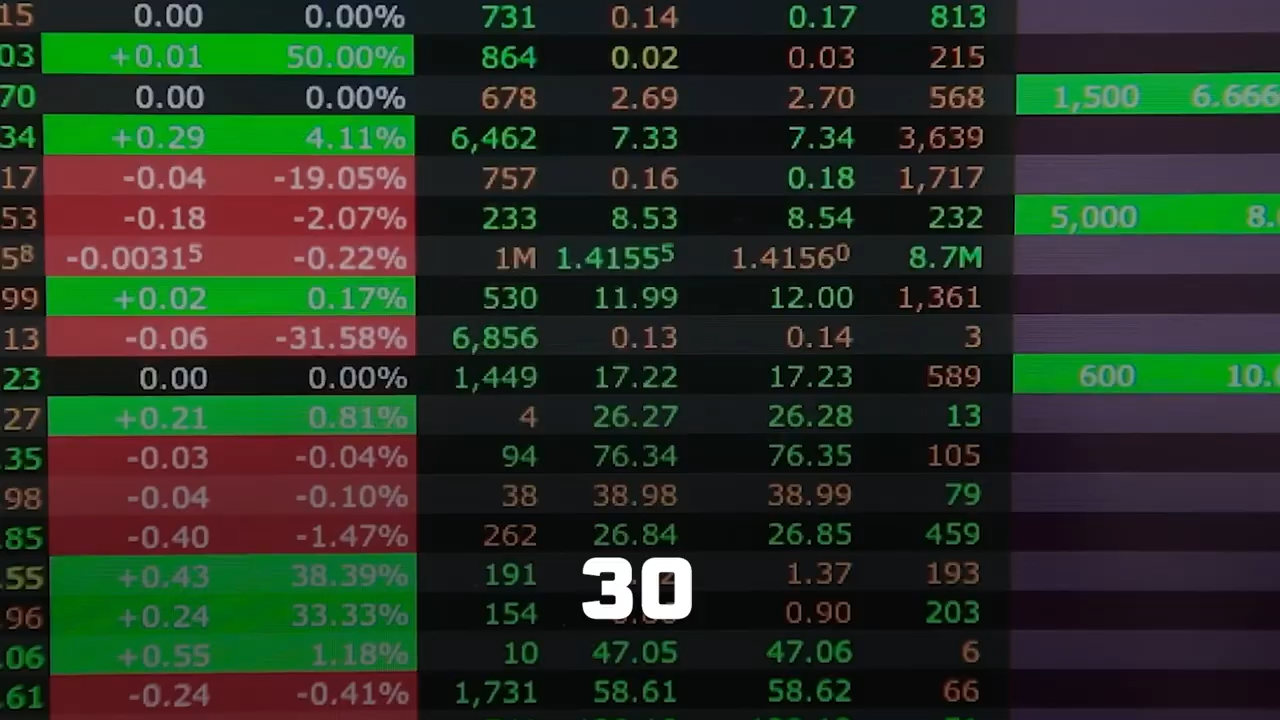 15 0.00 0.00% 731 0.14 0.17 813
03 +0.01 50.00% 864 0.02 0.03 215
70 0.00 0.00% 678 2.69 2.70 568 1,500 6.666
34 +0.29 4.11% 6,462 7.33 7.34 3,639
17 -0.04 -19.05% 757 0.16 0.18 1,717
53 -0.18 -2.07% 233 8.53 8.54 232 5,000 8.
5⁸ -0.0031⁵ -0.22% 1M 1.4155⁵ 1.4156⁰ 8.7M
99 +0.02 0.17% 530 11.99 12.00 1,361
13 -0.06 -31.58% 6,856 0.13 0.14 3
23 0.00 0.00% 1,449 17.22 17.23 589 600 10.
27 +0.21 0.81% 4 26.27 26.28 13
.35 -0.03 -0.04% 94 76.34 76.35 105
98 -0.04 -0.10% 38 38.98 38.99 79
.85 -0.40 -1.47% 262 26.84 26.85 459
.55 +0.43 38.39% 191 1.37 193
30
.96 +0.24 33.33% 154 0.90 203
.06 +0.55 1.18% 10 47.05 47.06 6
.61 -0.24 -0.41% 1,731 58.61 58.62 66